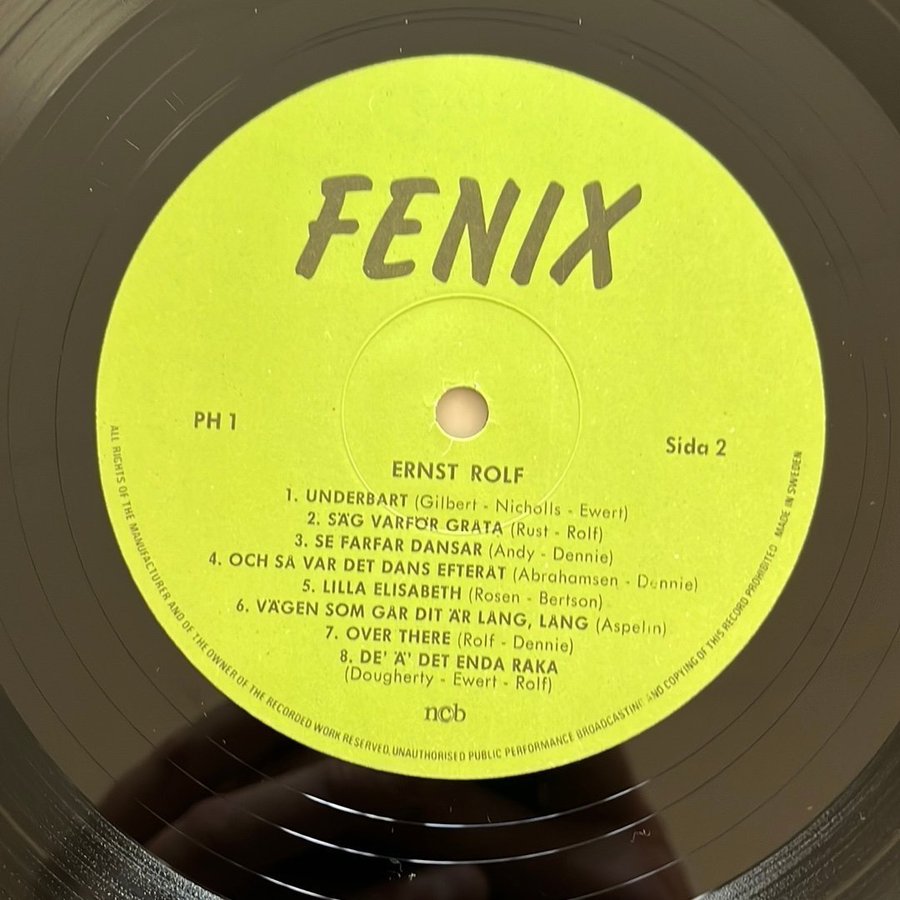 FENIX
PH 1
Sida 2
ERNST ROLF
1. UNDERBART (Gilbert - Nicholls - Ewert)
2. SÄG VARFÖR GRÅTA (Rust - Rolf)
3. SE FARFAR DANSAR (Andy - Dennie)
4. OCH SÅ VAR DET DANS EFTERÅT (Abrahamsen - Dennie)
5. LILLA ELISABETH (Rosen - Bertson)
6. VÄGEN SOM GÅR DIT ÄR LÅNG, LÅNG (Aspelin)
7. OVER THERE (Rolf - Dennie)
8. DE' Ä' DET ENDA RAKA
(Dougherty - Ewert - Rolf)
ncb
ALL RIGHTS OF THE MANUFACTURER AND OF THE OWNER OF THE RECORDED WORK RESERVED. UNAUTHORISED PUBLIC PERFORMANCE BROADCASTING AND COPYING OF THIS RECORD PROHIBITED MADE IN SWEDEN